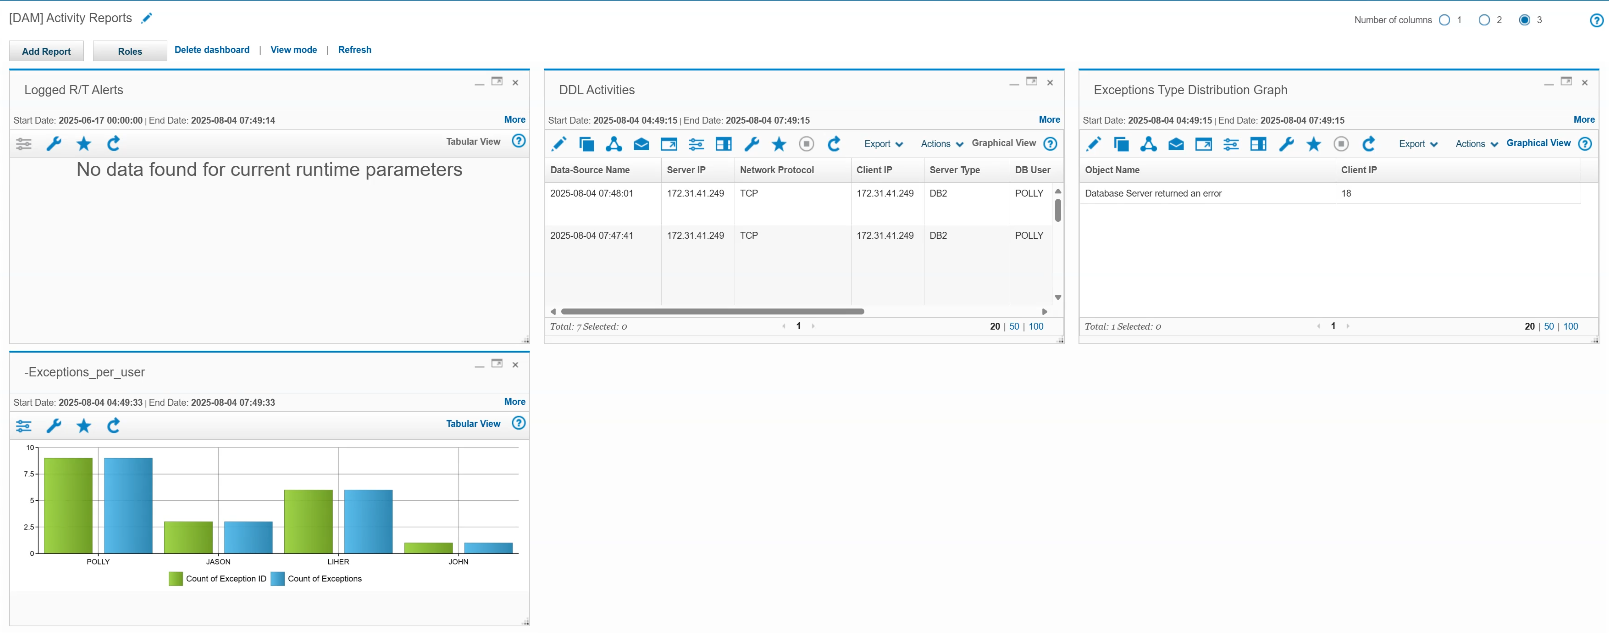 [DAM] Activity Reports
Number of columns 1 2 3
Add Report Roles Delete dashboard | View mode | Refresh
Logged R/T Alerts
Start Date: 2025-06-17 00:00:00 | End Date: 2025-08-04 07:49:14 More
Tabular View
No data found for current runtime parameters
DDL Activities
Start Date: 2025-08-04 04:49:15 | End Date: 2025-08-04 07:49:15 More
Export Actions Graphical View
Data-Source Name Server IP Network Protocol Client IP Server Type DB User
2025-08-04 07:48:01 172.31.41.249 TCP 172.31.41.249 DB2 POLLY
2025-08-04 07:47:41 172.31.41.249 TCP 172.31.41.249 DB2 POLLY
Total: 7 Selected: 0 1 20 | 50 | 100
Exceptions Type Distribution Graph
Start Date: 2025-08-04 04:49:15 | End Date: 2025-08-04 07:49:15 More
Export Actions Graphical View
Object Name Client IP
Database Server returned an error 18
Total: 1 Selected: 0 1 20 | 50 | 100
-Exceptions_per_user
Start Date: 2025-08-04 04:49:33 | End Date: 2025-08-04 07:49:33 More
Tabular View
10
7.5
5
2.5
0
POLLY JASON LIHER JOHN
Count of Exception ID Count of Exceptions